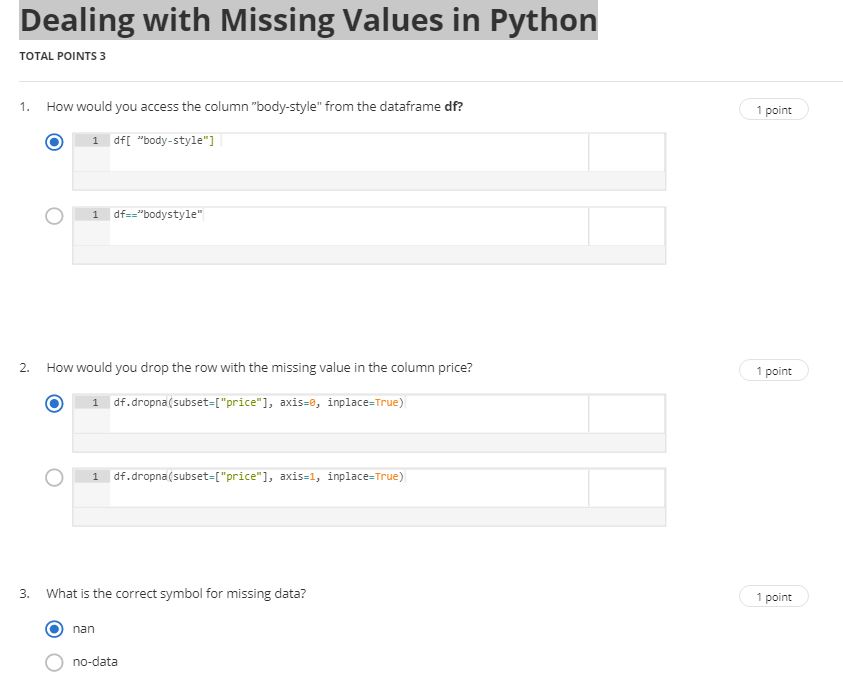 Dealing with Missing Values in Python
TOTAL POINTS 3
1. How would you access the column "body-style" from the dataframe df?
1 point
1 df[ "body-style"]
1 df=="bodystyle"
2. How would you drop the row with the missing value in the column price?
1 point
1 df.dropna(subset=["price"], axis=0, inplace=True)
1 df.dropna(subset=["price"], axis=1, inplace=True)
3. What is the correct symbol for missing data?
1 point
nan
no-data